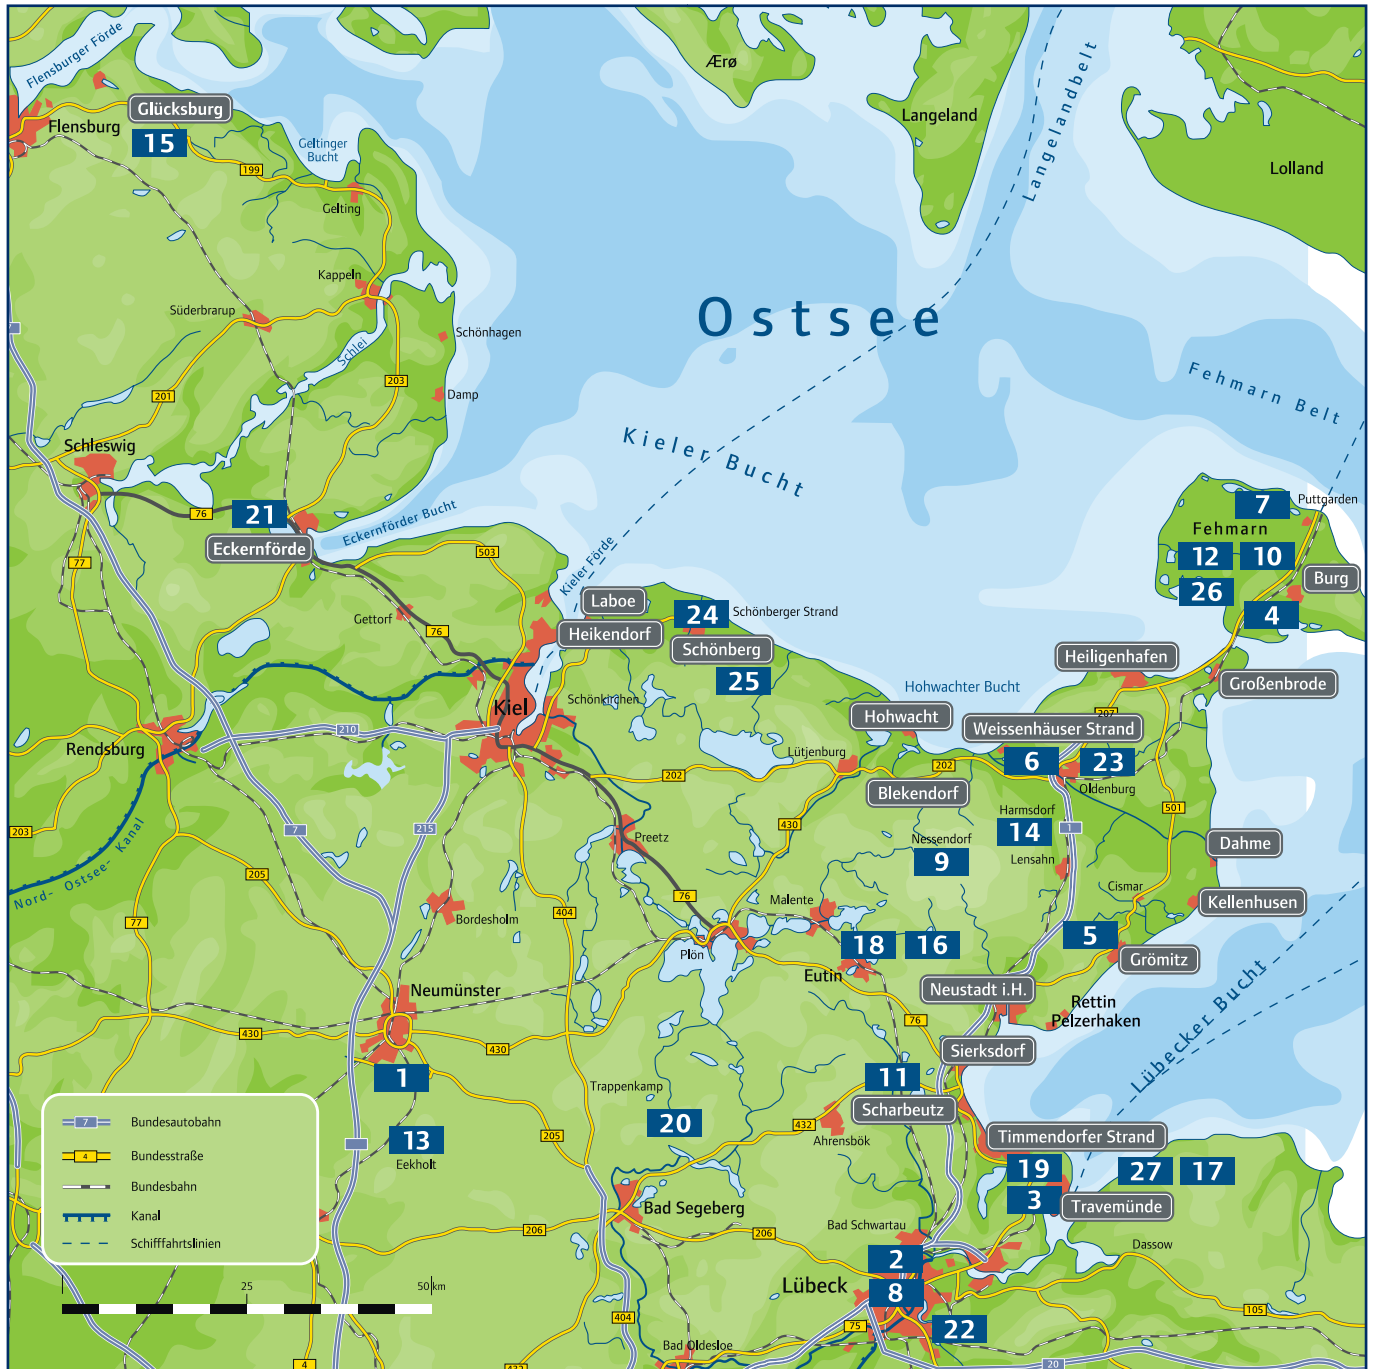 Flensburger Förde
Ærø
Langelandbelt
Glücksburg
Flensburg
15
Langeland
Geltinger
Bucht
Lolland
199
Gelting
Kappeln
Süderbrarup
Ostsee
7
Schönhagen
Schlei
203
Damp
201
Fehmarn Belt
Kieler Bucht
Schleswig
7
Puttgarden
Eckernförder Bucht
76
21
Fehmarn
Eckernförde
503
12
10
77
Kieler Förde
Burg
26
Laboe
24
Schönberger Strand
4
Gettorf
76
Heikendorf
Schönberg
Heiligenhafen
25
Großenbrode
Hohwachter Bucht
Schönkirchen
Kiel
Hohwacht
207
Weissenhäuser Strand
210
Rendsburg
Lütjenburg
6
23
202
202
Oldenburg
Blekendorf
501
Harmsdorf
203
7
215
430
14
1
Preetz
Nessendorf
Dahme
Nord-Ostsee-Kanal
9
Lensahn
205
Cismar
76
Malente
Kellenhusen
77
Bordesholm
404
18
16
5
Plön
Grömitz
Eutin
Neumünster
Neustadt i.H.
Rettin
Pelzerhaken
Lübecker Bucht
76
430
430
Sierksdorf
1
11
Trappenkamp
Scharbeutz
7
Bundesautobahn
20
432
Ahrensbök
13
205
Timmendorfer Strand
4
Bundesstraße
Eekholt
19
27
17
Bundesbahn
3
Travemünde
Kanal
Bad Segeberg
Bad Schwartau
206
206
Schifffahrtslinien
Dassow
2
25
50 km
Lübeck
8
105
404
75
22
Bad Oldesloe
4
432
20